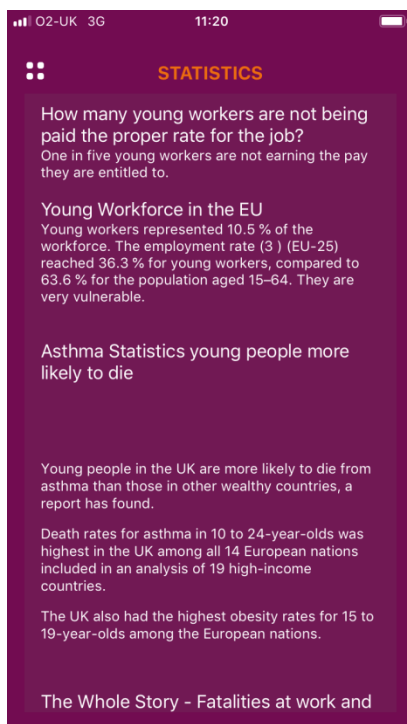 O2-UK 3G 11:20
STATISTICS
How many young workers are not being
paid the proper rate for the job?
One in five young workers are not earning the pay
they are entitled to.
Young Workforce in the EU
Young workers represented 10.5 % of the
workforce. The employment rate (3 ) (EU-25)
reached 36.3 % for young workers, compared to
63.6 % for the population aged 15–64. They are
very vulnerable.
Asthma Statistics young people more
likely to die
Young people in the UK are more likely to die from
asthma than those in other wealthy countries, a
report has found.
Death rates for asthma in 10 to 24-year-olds was
highest in the UK among all 14 European nations
included in an analysis of 19 high-income
countries.
The UK also had the highest obesity rates for 15 to
19-year-olds among the European nations.
The Whole Story - Fatalities at work and